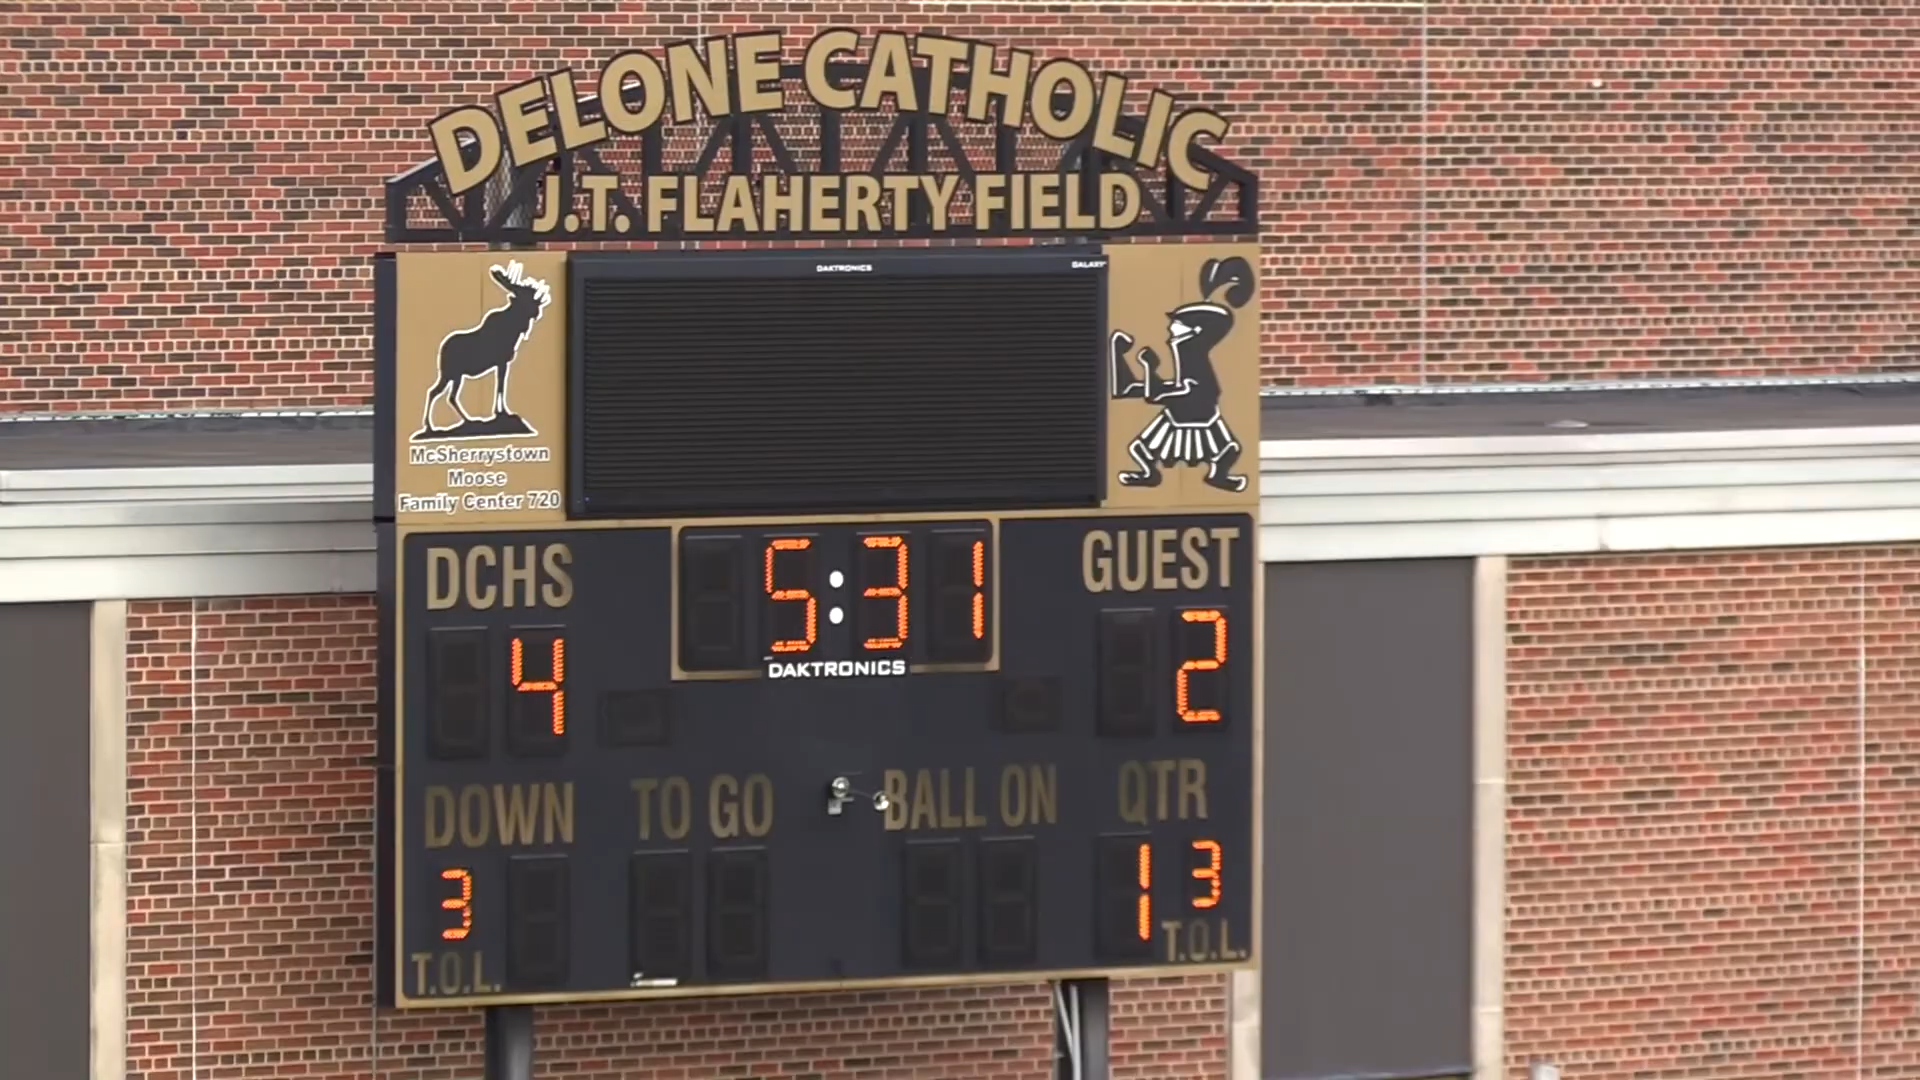 DELONE CATHOLIC
J.T. FLAHERTY FIELD
DAKTRONICS
GALAXY
McSherrystown
Moose
Family Center 720
DCHS
5:31
GUEST
4
2
DAKTRONICS
DOWN
TO GO
BALL ON
QTR
3
1
3
T.O.L.
T.O.L.